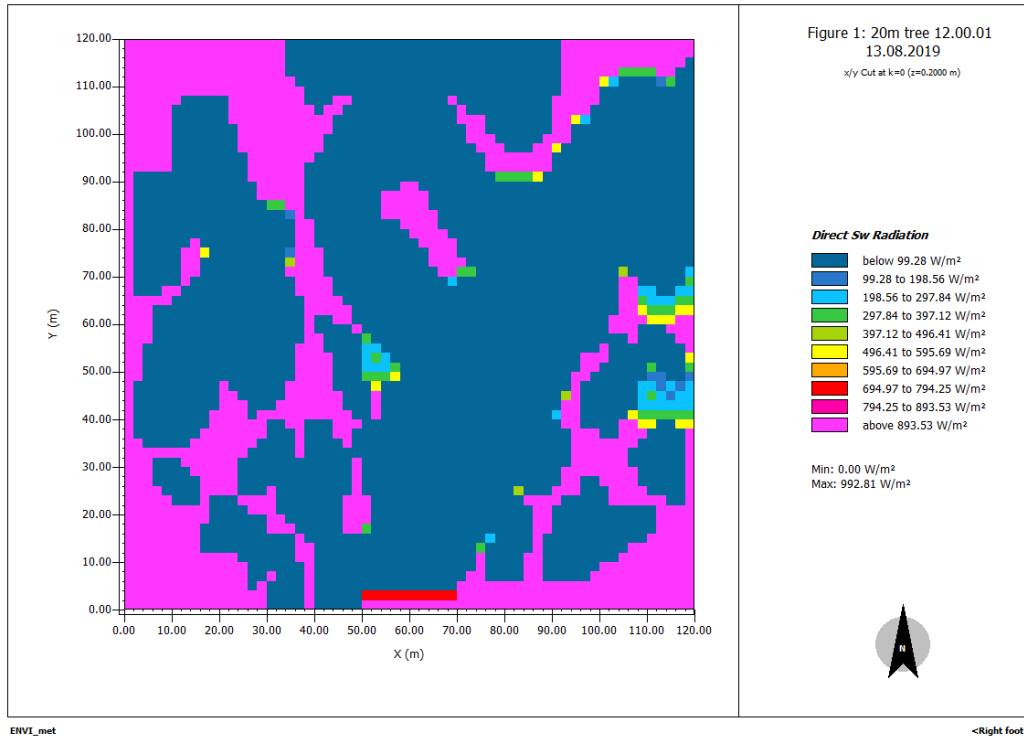 Figure 1: 20m tree 12.00.01
13.08.2019
x/y Cut at k=0 (z=0.2000 m)
120.00
110.00
100.00
90.00
80.00
70.00
60.00
50.00
40.00
30.00
20.00
10.00
0.00
Y (m)
0.00 10.00 20.00 30.00 40.00 50.00 60.00 70.00 80.00 90.00 100.00 110.00 120.00
X (m)
Direct Sw Radiation
below 99.28 W/m²
99.28 to 198.56 W/m²
198.56 to 297.84 W/m²
297.84 to 397.12 W/m²
397.12 to 496.41 W/m²
496.41 to 595.69 W/m²
595.69 to 694.97 W/m²
694.97 to 794.25 W/m²
794.25 to 893.53 W/m²
above 893.53 W/m²
Min: 0.00 W/m²
Max: 992.81 W/m²
N
ENVI_met
<Right foot